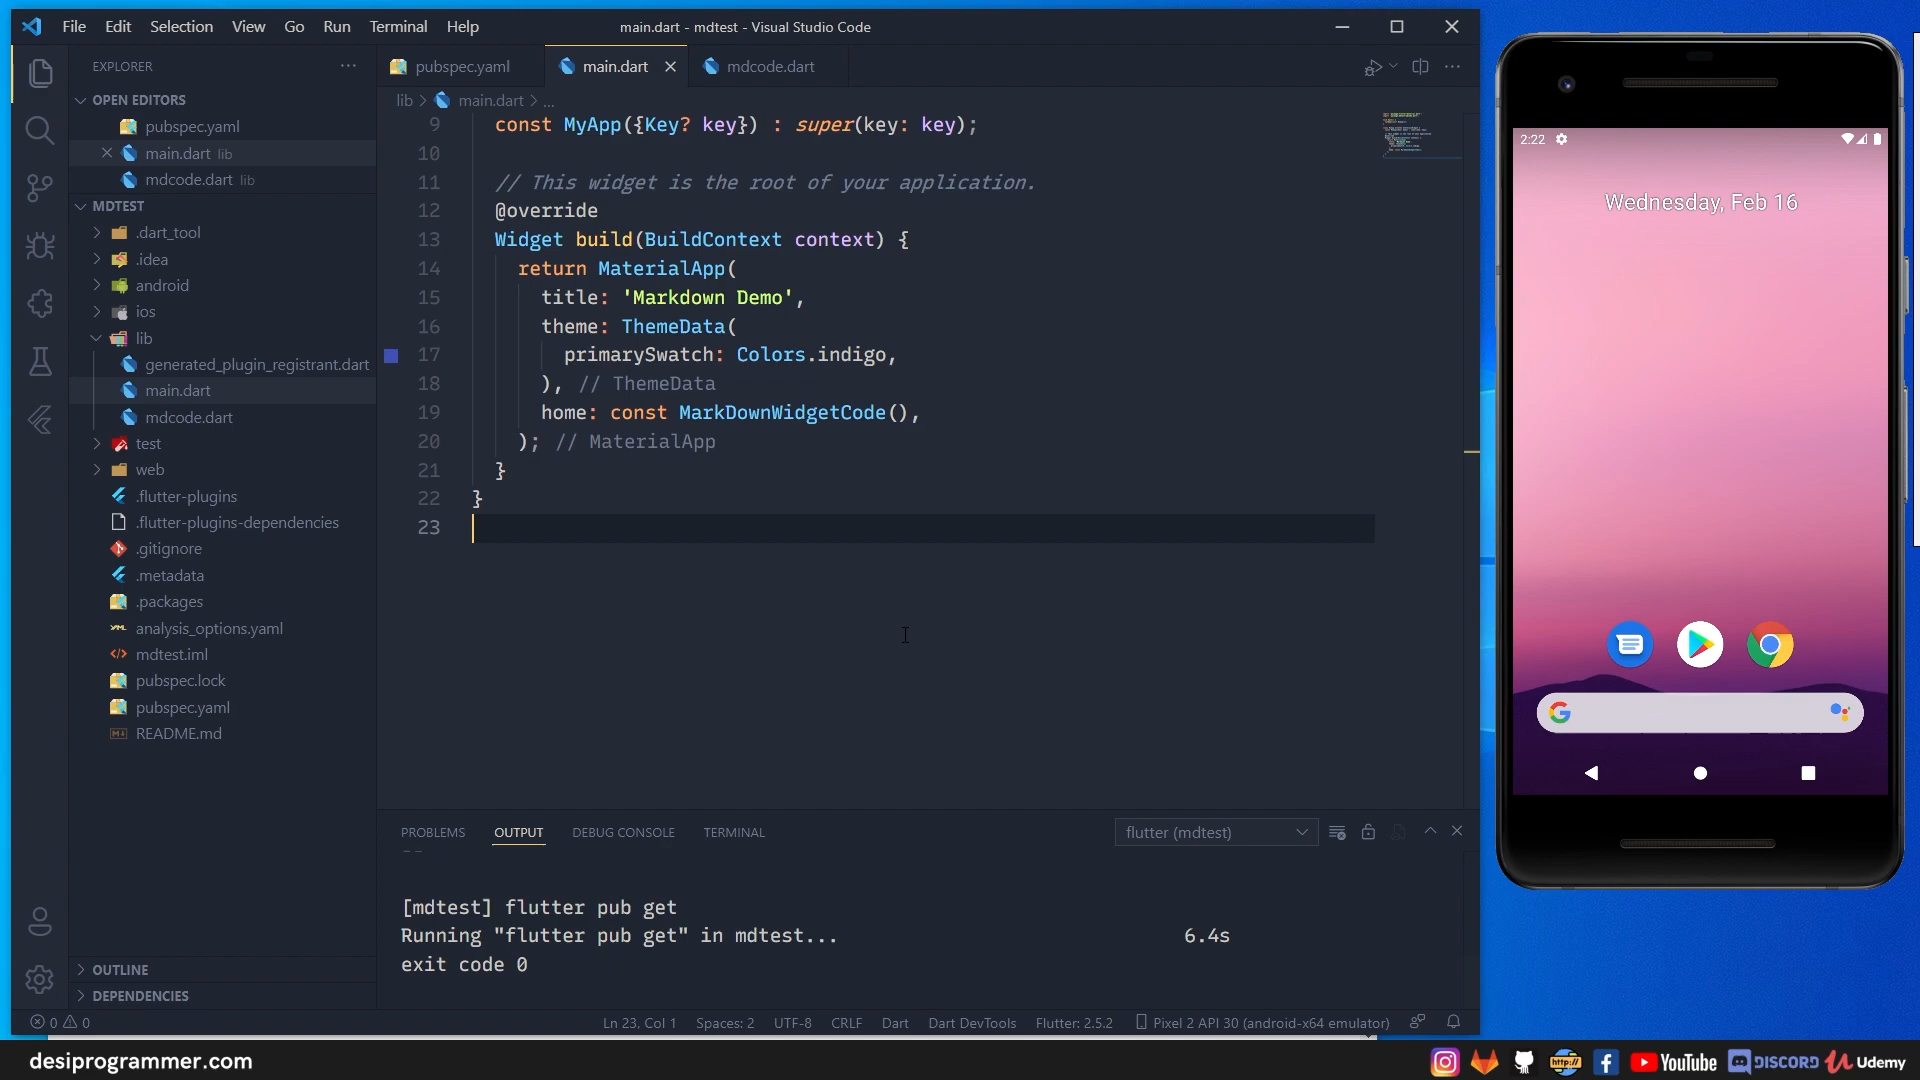 File Edit Selection View Go Run Terminal Help
main.dart - mdtest - Visual Studio Code
EXPLORER
OPEN EDITORS
pubspec.yaml
main.dart lib
mdcode.dart lib
MDTEST
.dart_tool
.idea
android
ios
lib
generated_plugin_registrant.dart
main.dart
mdcode.dart
test
web
.flutter-plugins
.flutter-plugins-dependencies
.gitignore
.metadata
.packages
analysis_options.yaml
mdtest.iml
pubspec.lock
pubspec.yaml
README.md
OUTLINE
DEPENDENCIES
pubspec.yaml main.dart mdcode.dart
lib > main.dart > ...
9 const MyApp({Key? key}) : super(key: key);
10
11 // This widget is the root of your application.
12 @override
13 Widget build(BuildContext context) {
14 return MaterialApp(
15 title: 'Markdown Demo',
16 theme: ThemeData(
17 primarySwatch: Colors.indigo,
18 ), // ThemeData
19 home: const MarkDownWidgetCode(),
20 ); // MaterialApp
21 }
22 }
23
PROBLEMS OUTPUT DEBUG CONSOLE TERMINAL
flutter (mdtest)
[mdtest] flutter pub get
Running "flutter pub get" in mdtest... 6.4s
exit code 0
0 0
Ln 23, Col 1 Spaces: 2 UTF-8 CRLF Dart Dart DevTools Flutter: 2.5.2 Pixel 2 API 30 (android-x64 emulator)
2:22
Wednesday, Feb 16
desiprogrammer.com
http:// YouTube DISCORD Udemy